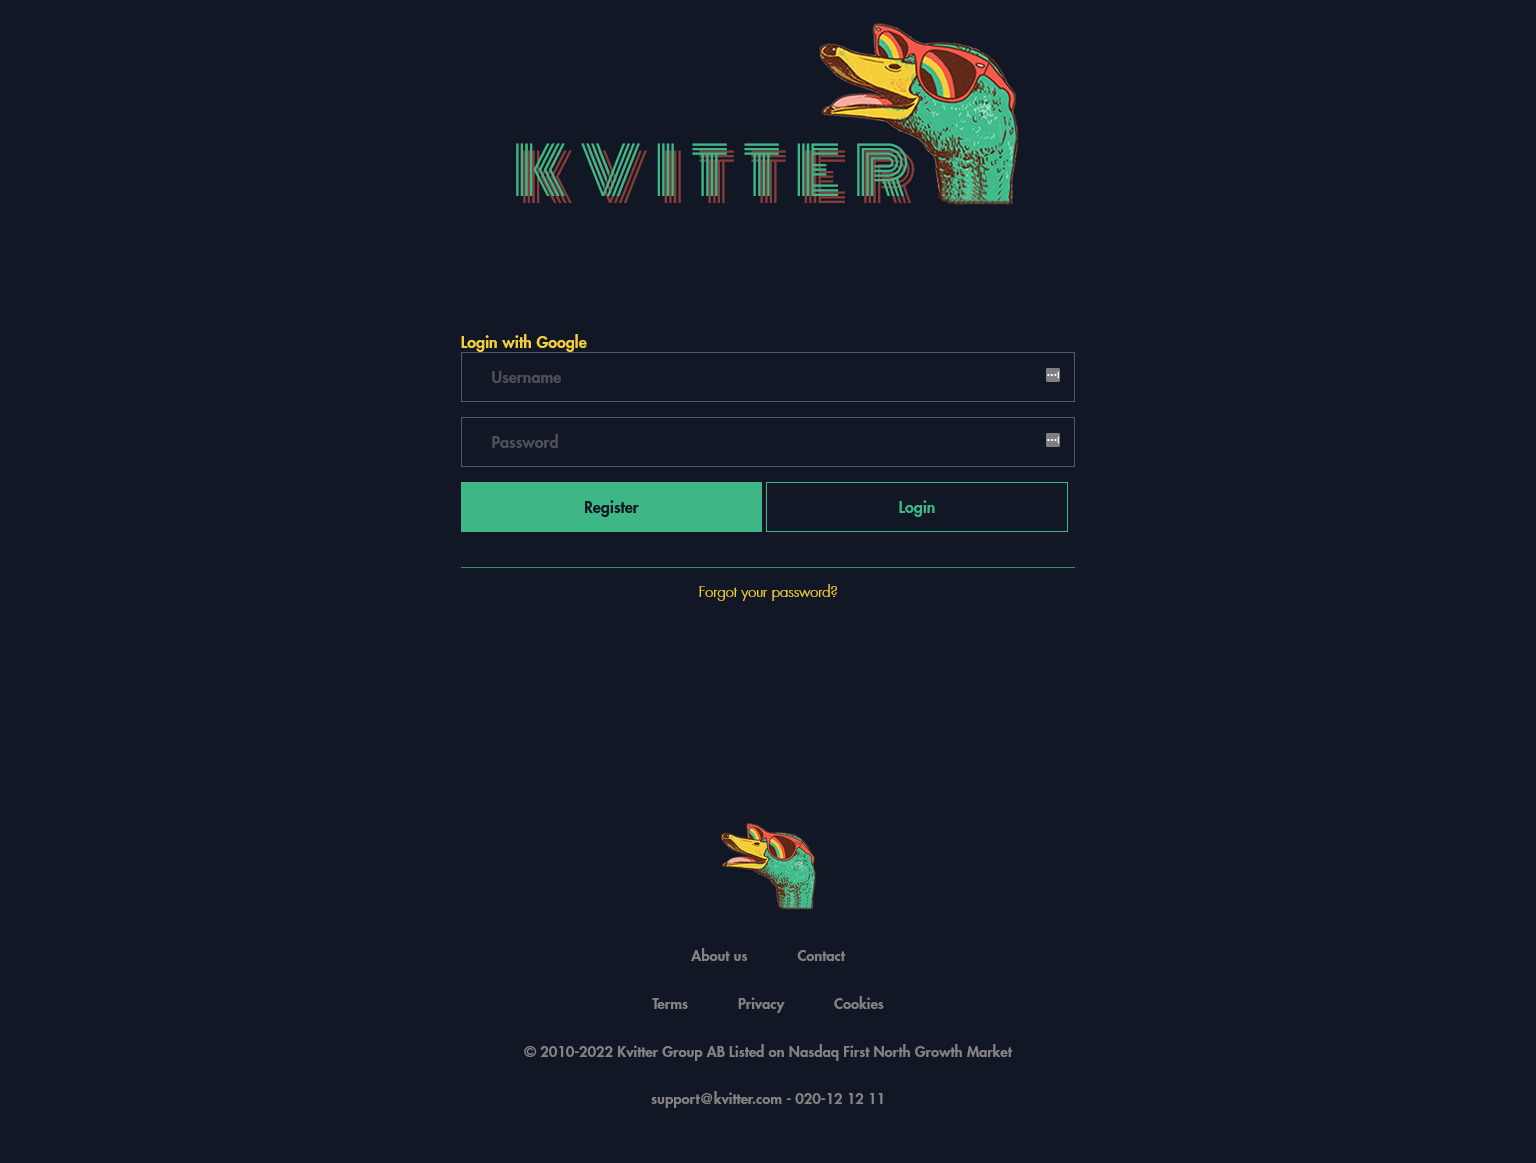 KVITTER
Login with Google
Username
Password
Register Login
Forgot your password?
About us Contact
Terms Privacy Cookies
© 2010-2022 Kvitter Group AB Listed on Nasdaq First North Growth Market
support@kvitter.com - 020-12 12 11